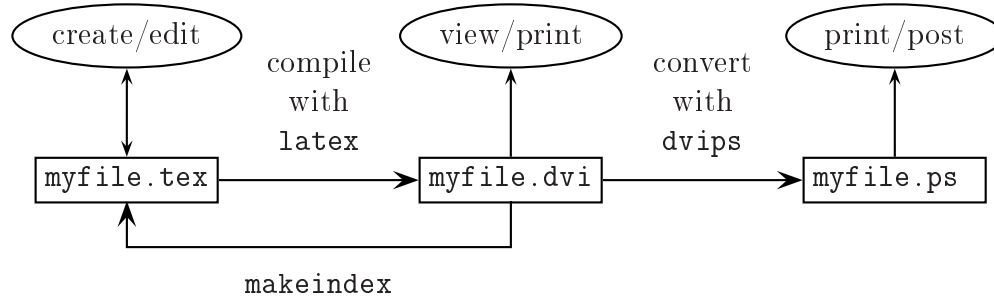 create/edit
view/print
print/post
compile
with
latex
convert
with
dvips
myfile.tex
myfile.dvi
myfile.ps
makeindex